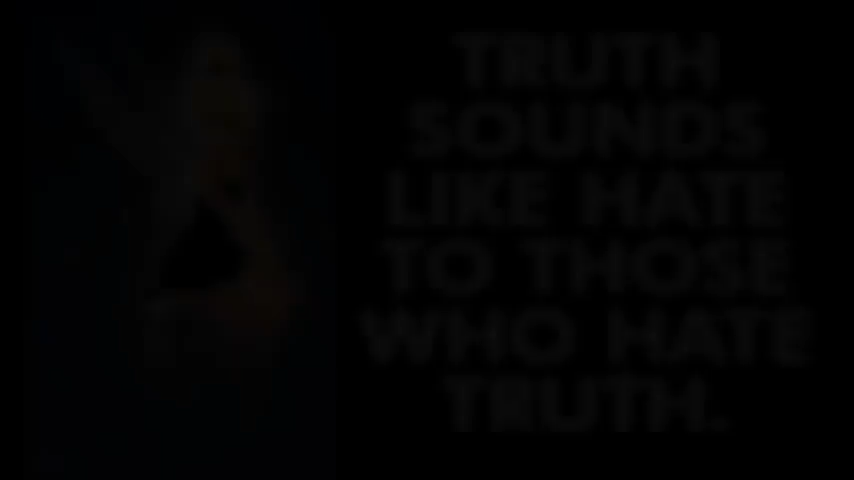 TRUTH
SOUNDS
LIKE HATE
TO THOSE
WHO HATE
TRUTH.